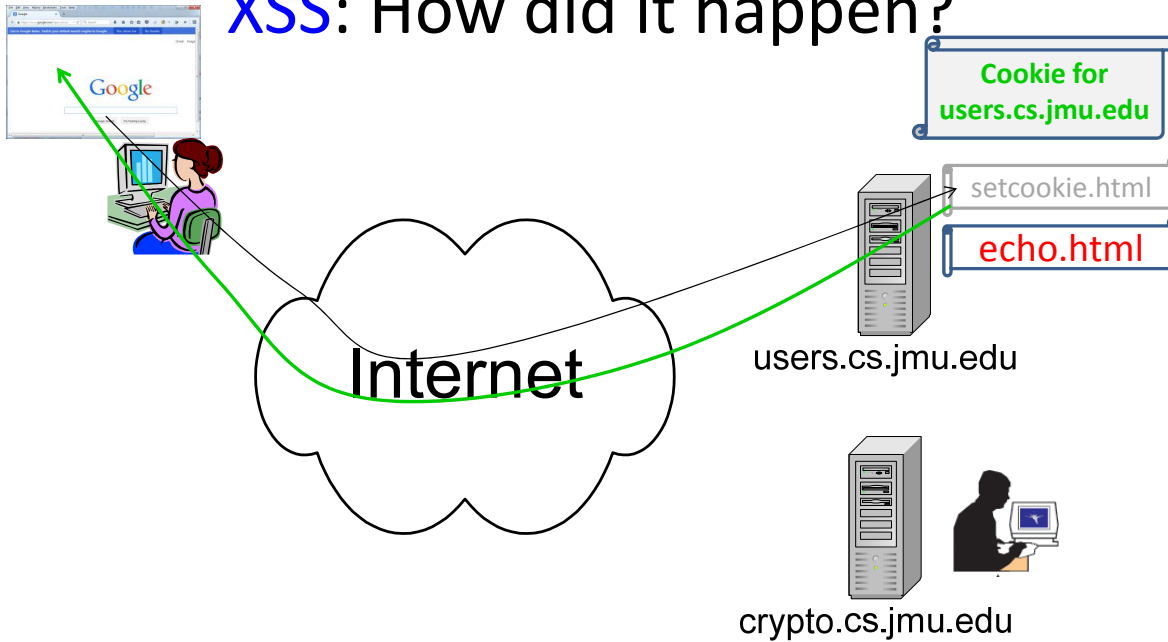 XSS: How did it happen?
Google
Cookie for
users.cs.jmu.edu
setcookie.html
echo.html
Internet
users.cs.jmu.edu
crypto.cs.jmu.edu